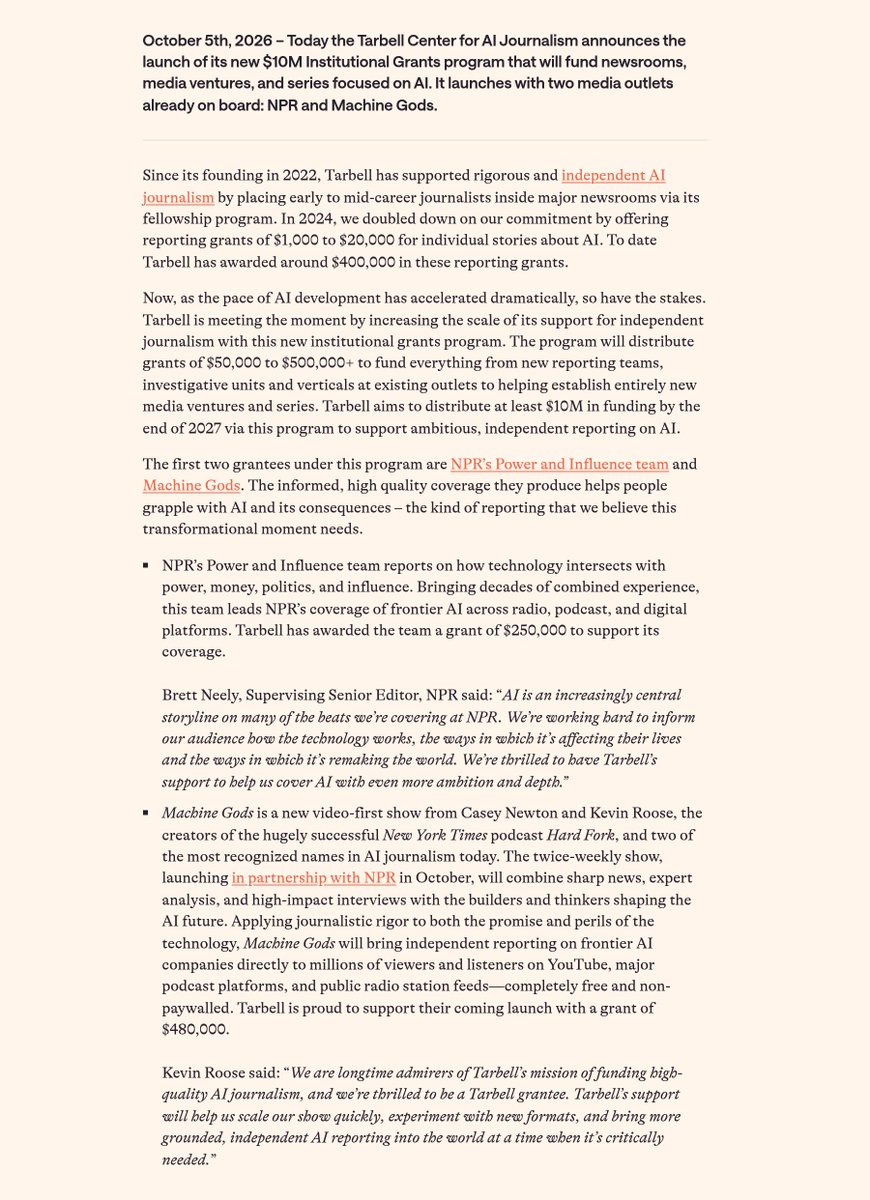 October 5th, 2026 – Today the Tarbell Center for AI Journalism announces the
launch of its new $10M Institutional Grants program that will fund newsrooms,
media ventures, and series focused on AI. It launches with two media outlets
already on board: NPR and Machine Gods.
Since its founding in 2022, Tarbell has supported rigorous and independent AI
journalism by placing early to mid-career journalists inside major newsrooms via its
fellowship program. In 2024, we doubled down on our commitment by offering
reporting grants of $1,000 to $20,000 for individual stories about AI. To date
Tarbell has awarded around $400,000 in these reporting grants.
Now, as the pace of AI development has accelerated dramatically, so have the stakes.
Tarbell is meeting the moment by increasing the scale of its support for independent
journalism with this new institutional grants program. The program will distribute
grants of $50,000 to $500,000+ to fund everything from new reporting teams,
investigative units and verticals at existing outlets to helping establish entirely new
media ventures and series. Tarbell aims to distribute at least $10M in funding by the
end of 2027 via this program to support ambitious, independent reporting on AI.
The first two grantees under this program are NPR's Power and Influence team and
Machine Gods. The informed, high quality coverage they produce helps people
grapple with AI and its consequences – the kind of reporting that we believe this
transformational moment needs.
▪ NPR's Power and Influence team reports on how technology intersects with
power, money, politics, and influence. Bringing decades of combined experience,
this team leads NPR's coverage of frontier AI across radio, podcast, and digital
platforms. Tarbell has awarded the team a grant of $250,000 to support its
coverage.
Brett Neely, Supervising Senior Editor, NPR said: “AI is an increasingly central
storyline on many of the beats we're covering at NPR. We're working hard to inform
our audience how the technology works, the ways in which it's affecting their lives
and the ways in which it's remaking the world. We're thrilled to have Tarbell's
support to help us cover AI with even more ambition and depth.”
▪ Machine Gods is a new video-first show from Casey Newton and Kevin Roose, the
creators of the hugely successful New York Times podcast Hard Fork, and two of
the most recognized names in AI journalism today. The twice-weekly show,
launching in partnership with NPR in October, will combine sharp news, expert
analysis, and high-impact interviews with the builders and thinkers shaping the
AI future. Applying journalistic rigor to both the promise and perils of the
technology, Machine Gods will bring independent reporting on frontier AI
companies directly to millions of viewers and listeners on YouTube, major
podcast platforms, and public radio station feeds—completely free and non-
paywalled. Tarbell is proud to support their coming launch with a grant of
$480,000.
Kevin Roose said: “We are longtime admirers of Tarbell's mission of funding high-
quality AI journalism, and we're thrilled to be a Tarbell grantee. Tarbell's support
will help us scale our show quickly, experiment with new formats, and bring more
grounded, independent AI reporting into the world at a time when it's critically
needed.”